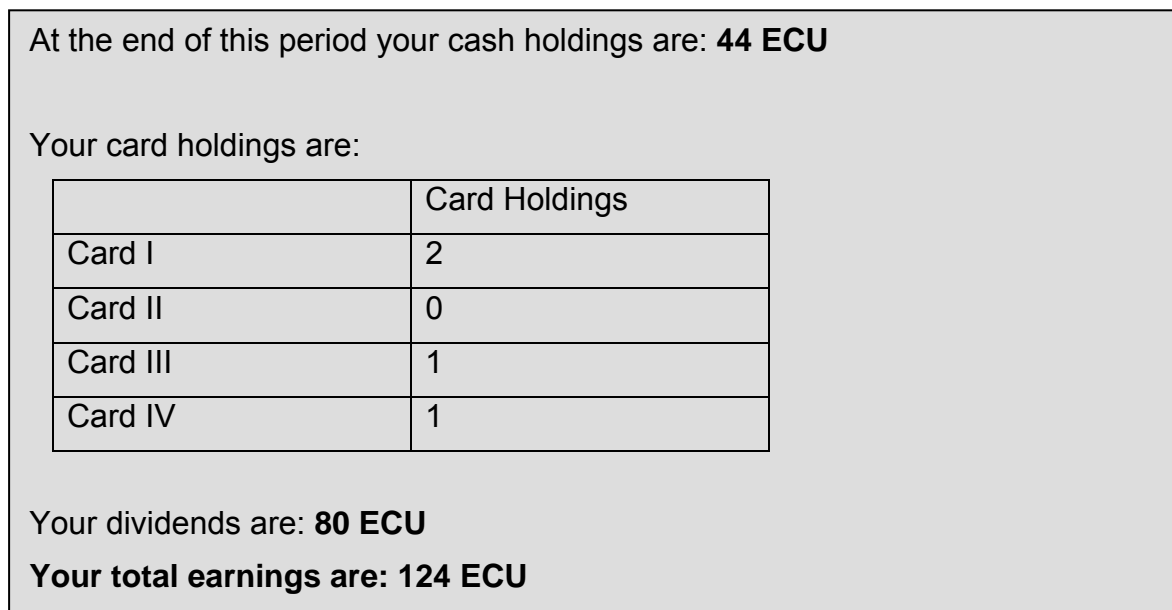 At the end of this period your cash holdings are: 44 ECU
Your card holdings are:
Card Holdings
Card I 2
Card II 0
Card III 1
Card IV 1
Your dividends are: 80 ECU
Your total earnings are: 124 ECU